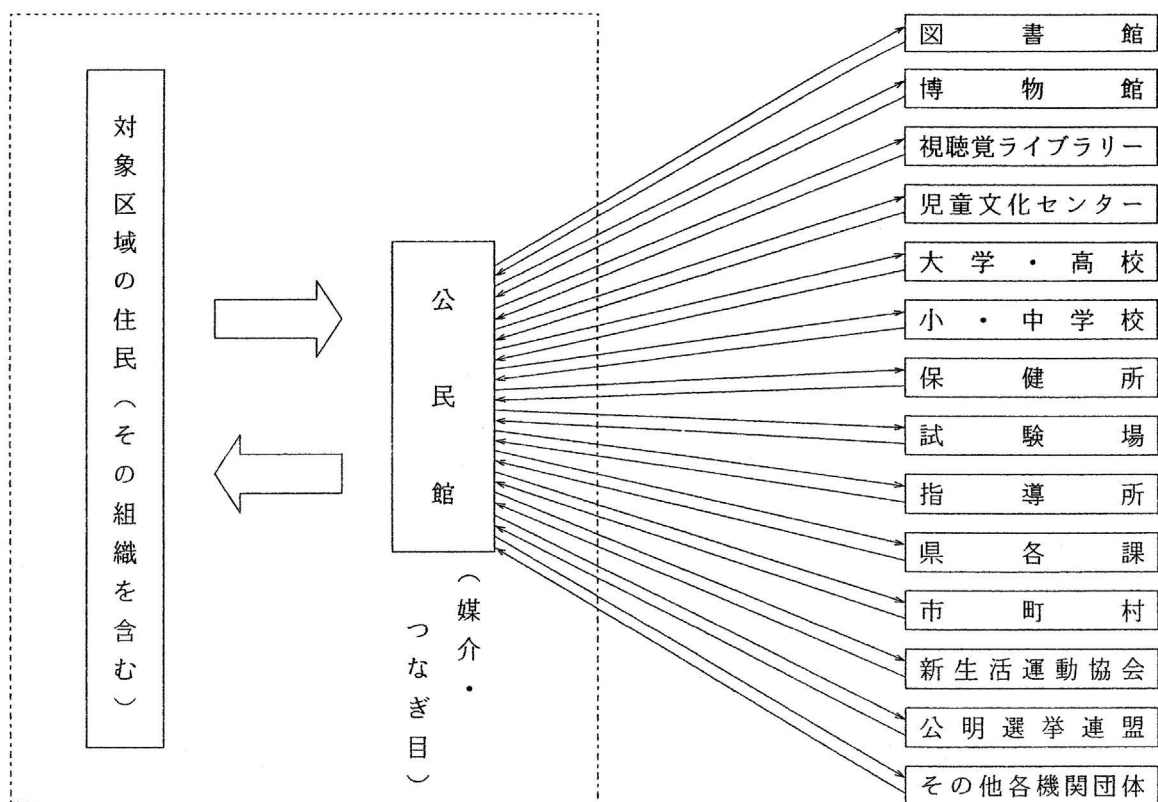 対象区域の住民（その組織を含む）
公民館
（媒介・
つなぎ目）
図書館
博物館
視聴覚ライブラリー
児童文化センター
大学・高校
小・中学校
保健所
試験場
指導所
県各課
市町村
新生活運動協会
公明選挙連盟
その他各機関団体